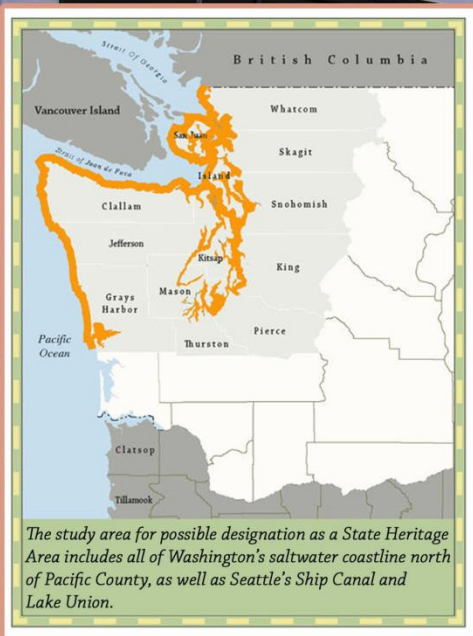 Strait of Georgia
British Columbia
Vancouver Island
Whatcom
San Juan
Skagit
Strait of Juan de Fuca
Island
Snohomish
Clallam
Jefferson
Kitsap
King
Mason
Grays
Harbor
Pierce
Pacific
Ocean
Thurston
Clatsop
Tillamook
The study area for possible designation as a State Heritage
Area includes all of Washington's saltwater coastline north
of Pacific County, as well as Seattle's Ship Canal and
Lake Union.